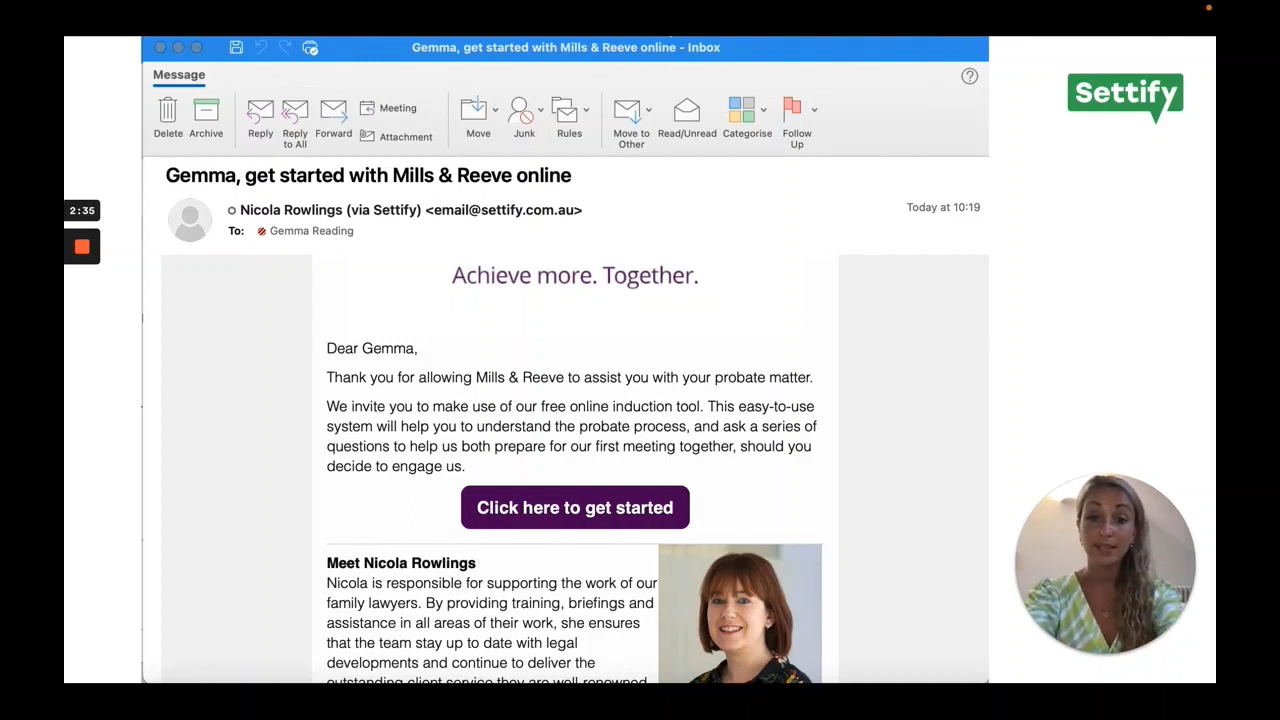 Gemma, get started with Mills & Reeve online - Inbox
Message
Settify
Delete
Archive
Reply
Reply to All
Forward
Meeting
Attachment
Move
Junk
Rules
Move to Other
Read/Unread
Categorise
Follow Up
Gemma, get started with Mills & Reeve online
2:35
Nicola Rowlings (via Settify) <email@settify.com.au>
Today at 10:19
To: Gemma Reading
Achieve more. Together.
Dear Gemma,
Thank you for allowing Mills & Reeve to assist you with your probate matter.
We invite you to make use of our free online induction tool. This easy-to-use
system will help you to understand the probate process, and ask a series of
questions to help us both prepare for our first meeting together, should you
decide to engage us.
Click here to get started
Meet Nicola Rowlings
Nicola is responsible for supporting the work of our
family lawyers. By providing training, briefings and
assistance in all areas of their work, she ensures
that the team stay up to date with legal
developments and continue to deliver the
outstanding client service they are well renowned